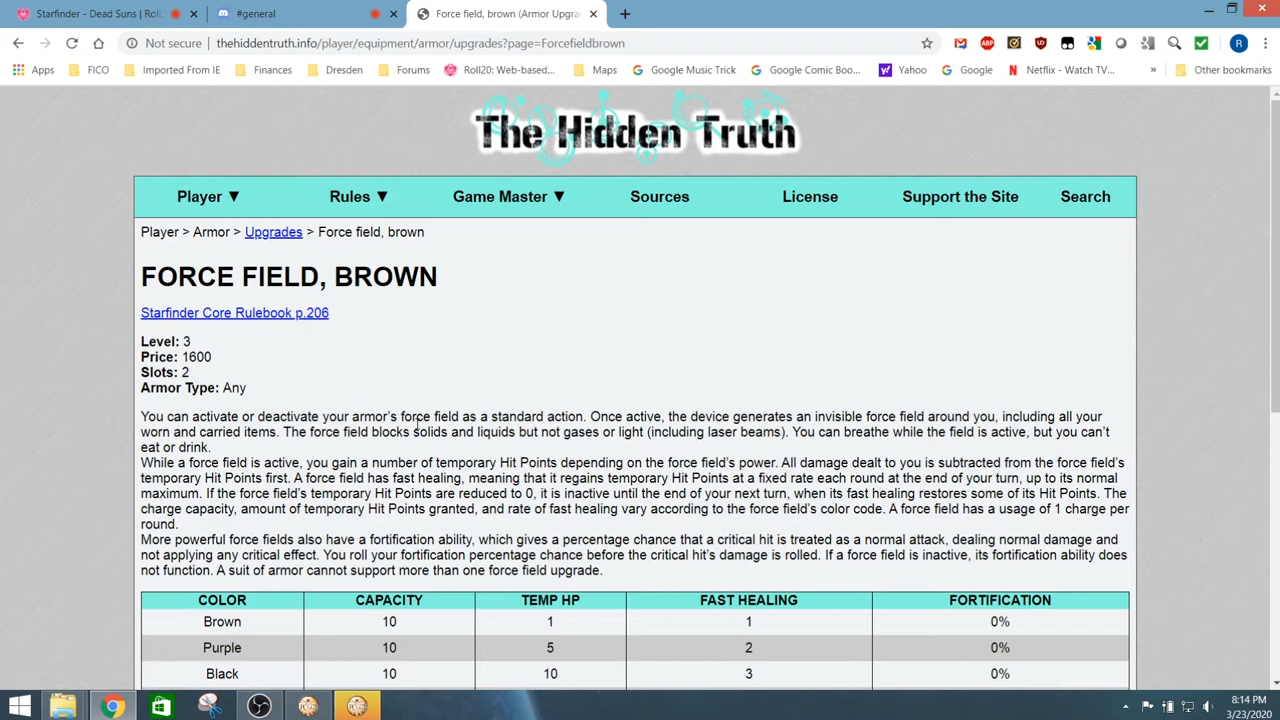 Starfinder - Dead Suns | Roll
#general
Force field, brown (Armor Upgra
Not secure | thehiddentruth.info/player/equipment/armor/upgrades?page=Forcefieldbrown
Apps FICO Imported From IE Finances Dresden Forums Roll20: Web-based... Maps Google Music Trick Google Comic Boo... Yahoo Google Netflix - Watch TV... » Other bookmarks
The Hidden Truth
Player ▼ Rules ▼ Game Master ▼ Sources License Support the Site Search
Player > Armor > Upgrades > Force field, brown
FORCE FIELD, BROWN
Starfinder Core Rulebook p.206
Level: 3
Price: 1600
Slots: 2
Armor Type: Any
You can activate or deactivate your armor's force field as a standard action. Once active, the device generates an invisible force field around you, including all your
worn and carried items. The force field blocks solids and liquids but not gases or light (including laser beams). You can breathe while the field is active, but you can't
eat or drink.
While a force field is active, you gain a number of temporary Hit Points depending on the force field's power. All damage dealt to you is subtracted from the force field's
temporary Hit Points first. A force field has fast healing, meaning that it regains temporary Hit Points at a fixed rate each round at the end of your turn, up to its normal
maximum. If the force field's temporary Hit Points are reduced to 0, it is inactive until the end of your next turn, when its fast healing restores some of its Hit Points. The
charge capacity, amount of temporary Hit Points granted, and rate of fast healing vary according to the force field's color code. A force field has a usage of 1 charge per
round.
More powerful force fields also have a fortification ability, which gives a percentage chance that a critical hit is treated as a normal attack, dealing normal damage and
not applying any critical effect. You roll your fortification percentage chance before the critical hit's damage is rolled. If a force field is inactive, its fortification ability does
not function. A suit of armor cannot support more than one force field upgrade.
COLOR CAPACITY TEMP HP FAST HEALING FORTIFICATION
Brown 10 1 1 0%
Purple 10 5 2 0%
Black 10 10 3 0%
8:14 PM
3/23/2020